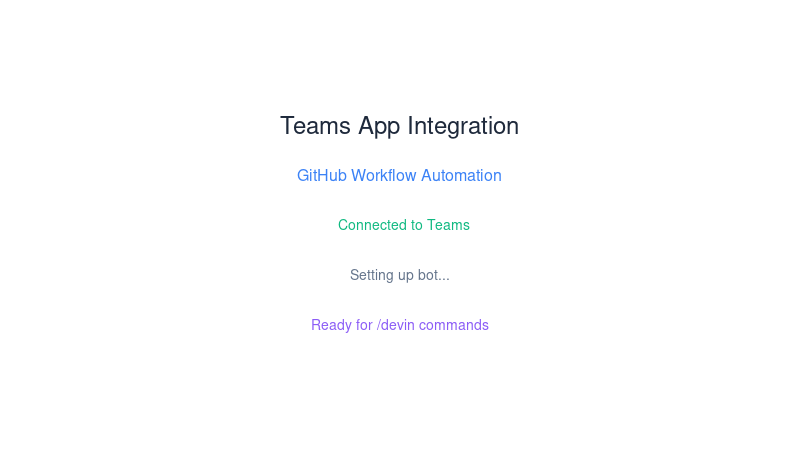 Teams App Integration
GitHub Workflow Automation
Connected to Teams
Setting up bot...
Ready for /devin commands